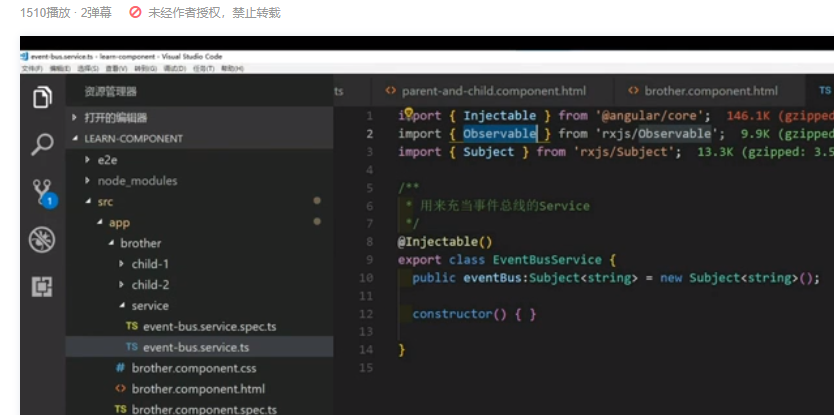 1510播放 · 2弹幕 未经作者授权，禁止转载
event-bus.service.ts - learn-component - Visual Studio Code
文件(F) 编辑(E) 选择(S) 查看(V) 转到(G) 调试(D) 任务(T) 帮助(H)
资源管理器
ts parent-and-child.component.html brother.component.html TS
打开的编辑器
LEARN-COMPONENT
e2e
node_modules
src
app
brother
child-1
child-2
service
TS event-bus.service.spec.ts
TS event-bus.service.ts
# brother.component.css
<> brother.component.html
TS brother.component.spec.ts
1
1 import { Injectable } from '@angular/core'; 146.1K (gzipped
2 import { Observable } from 'rxjs/Observable'; 9.9K (gzipped
3 import { Subject } from 'rxjs/Subject'; 13.3K (gzipped: 3.5
4
5 /**
6 * 用来充当事件总线的Service
7 */
8 @Injectable()
9 export class EventBusService {
10 public eventBus:Subject<string> = new Subject<string>();
11
12 constructor() { }
13
14 }
15